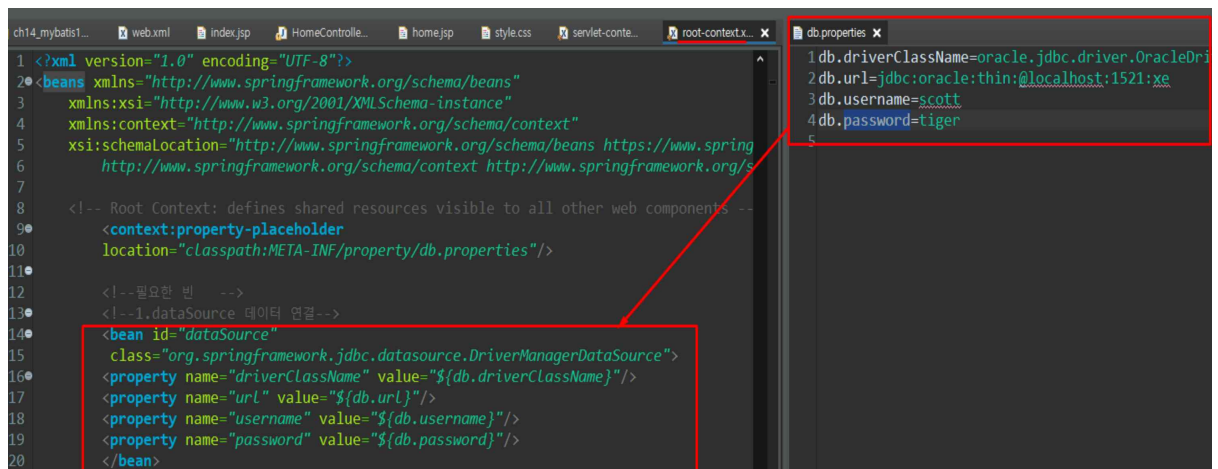 ch14_mybatis1...
web.xml
index.jsp
HomeControlle...
home.jsp
style.css
servlet-conte...
root-context.x...
1 <?xml version="1.0" encoding="UTF-8"?>
2 <beans xmlns="http://www.springframework.org/schema/beans"
3 xmlns:xsi="http://www.w3.org/2001/XMLSchema-instance"
4 xmlns:context="http://www.springframework.org/schema/context"
5 xsi:schemaLocation="http://www.springframework.org/schema/beans https://www.spring
6 http://www.springframework.org/schema/context http://www.springframework.org/s
7
8 <!-- Root Context: defines shared resources visible to all other web components --
9 <context:property-placeholder
10 location="classpath:META-INF/property/db.properties"/>
11
12 <!--필요한 빈 -->
13 <!--1.dataSource 데이터 연결-->
14 <bean id="dataSource"
15 class="org.springframework.jdbc.datasource.DriverManagerDataSource">
16 <property name="driverClassName" value="${db.driverClassName}"/>
17 <property name="url" value="${db.url}"/>
18 <property name="username" value="${db.username}"/>
19 <property name="password" value="${db.password}"/>
20 </bean>
db.properties
1 db.driverClassName=oracle.jdbc.driver.OracleDri
2 db.url=jdbc:oracle:thin:@localhost:1521:xe
3 db.username=scott
4 db.password=tiger
5